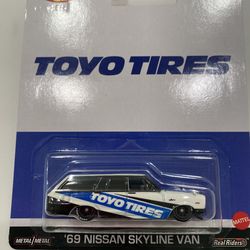 TOYO TIRES
TOYO TIRES
METAL/METAL
'69 NISSAN SKYLINE VAN
Real Riders
MATTEL